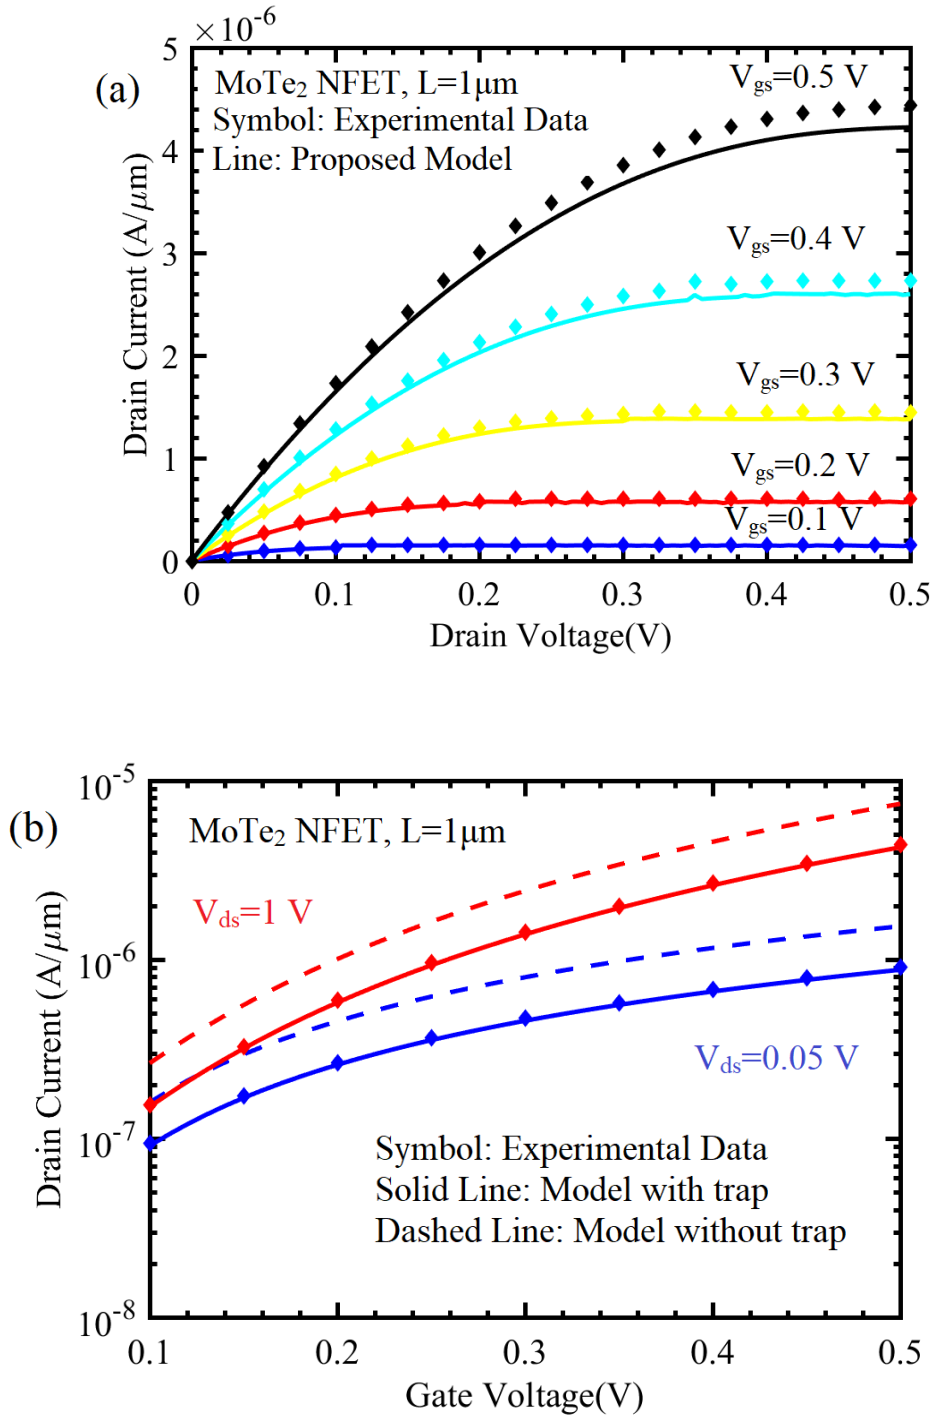 ×10⁻⁶
(a)
MoTe₂ NFET, L=1μm
Symbol: Experimental Data
Line: Proposed Model
V_gs=0.5 V
V_gs=0.4 V
V_gs=0.3 V
V_gs=0.2 V
V_gs=0.1 V
5
4
3
2
1
0
Drain Current (A/μm)
0 0.1 0.2 0.3 0.4 0.5
Drain Voltage(V)
(b)
MoTe₂ NFET, L=1μm
V_ds=1 V
V_ds=0.05 V
Symbol: Experimental Data
Solid Line: Model with trap
Dashed Line: Model without trap
10⁻⁵
10⁻⁶
10⁻⁷
10⁻⁸
Drain Current (A/μm)
0.1 0.2 0.3 0.4 0.5
Gate Voltage(V)